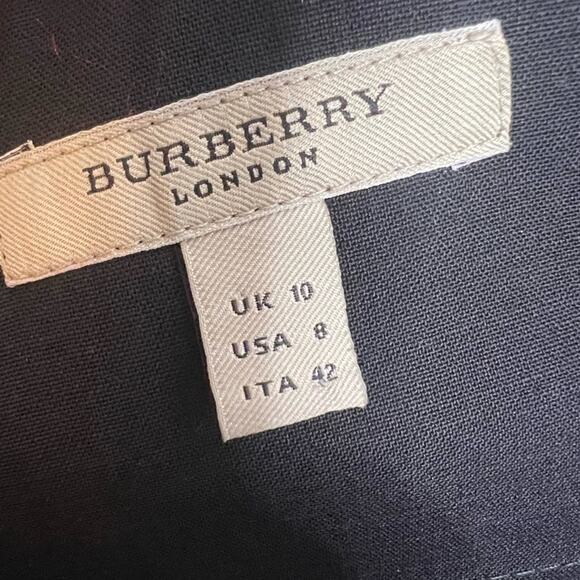 BURBERRY
LONDON
UK 10
USA 8
ITA 42